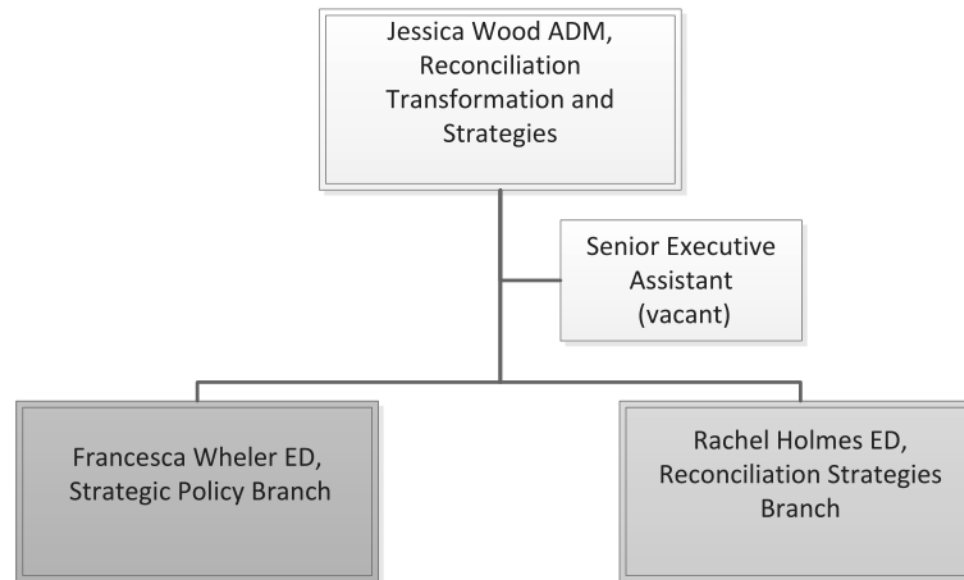 Jessica Wood ADM,
Reconciliation
Transformation and
Strategies
Senior Executive
Assistant
(vacant)
Francesca Wheler ED,
Strategic Policy Branch
Rachel Holmes ED,
Reconciliation Strategies
Branch